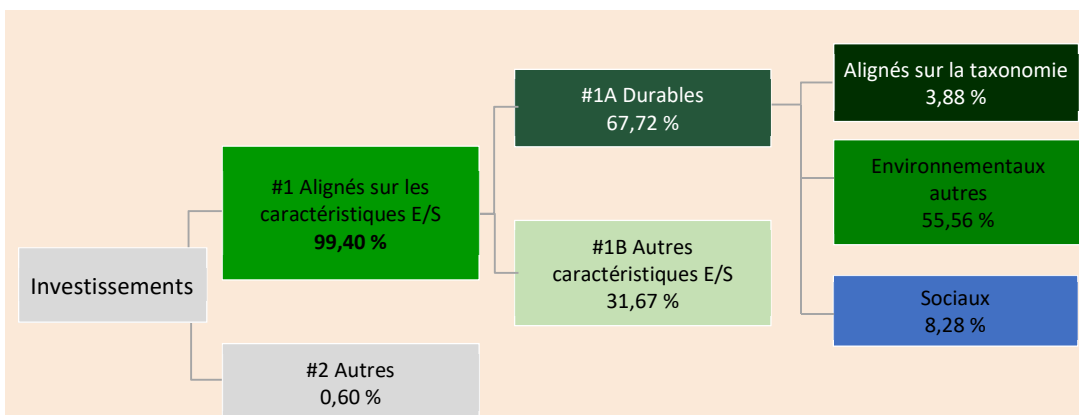 Investissements
#1 Alignés sur les
caractéristiques E/S
99,40 %
#2 Autres
0,60 %
#1A Durables
67,72 %
#1B Autres
caractéristiques E/S
31,67 %
Alignés sur la taxonomie
3,88 %
Environnementaux
autres
55,56 %
Sociaux
8,28 %